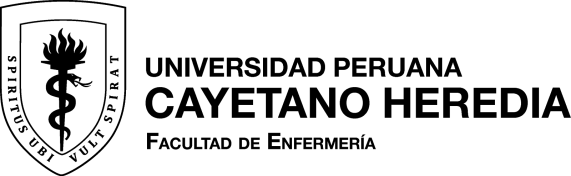 SPIRITUS UBI VULT SPIRAT
UNIVERSIDAD PERUANA
CAYETANO HEREDIA
FACULTAD DE ENFERMERÍA